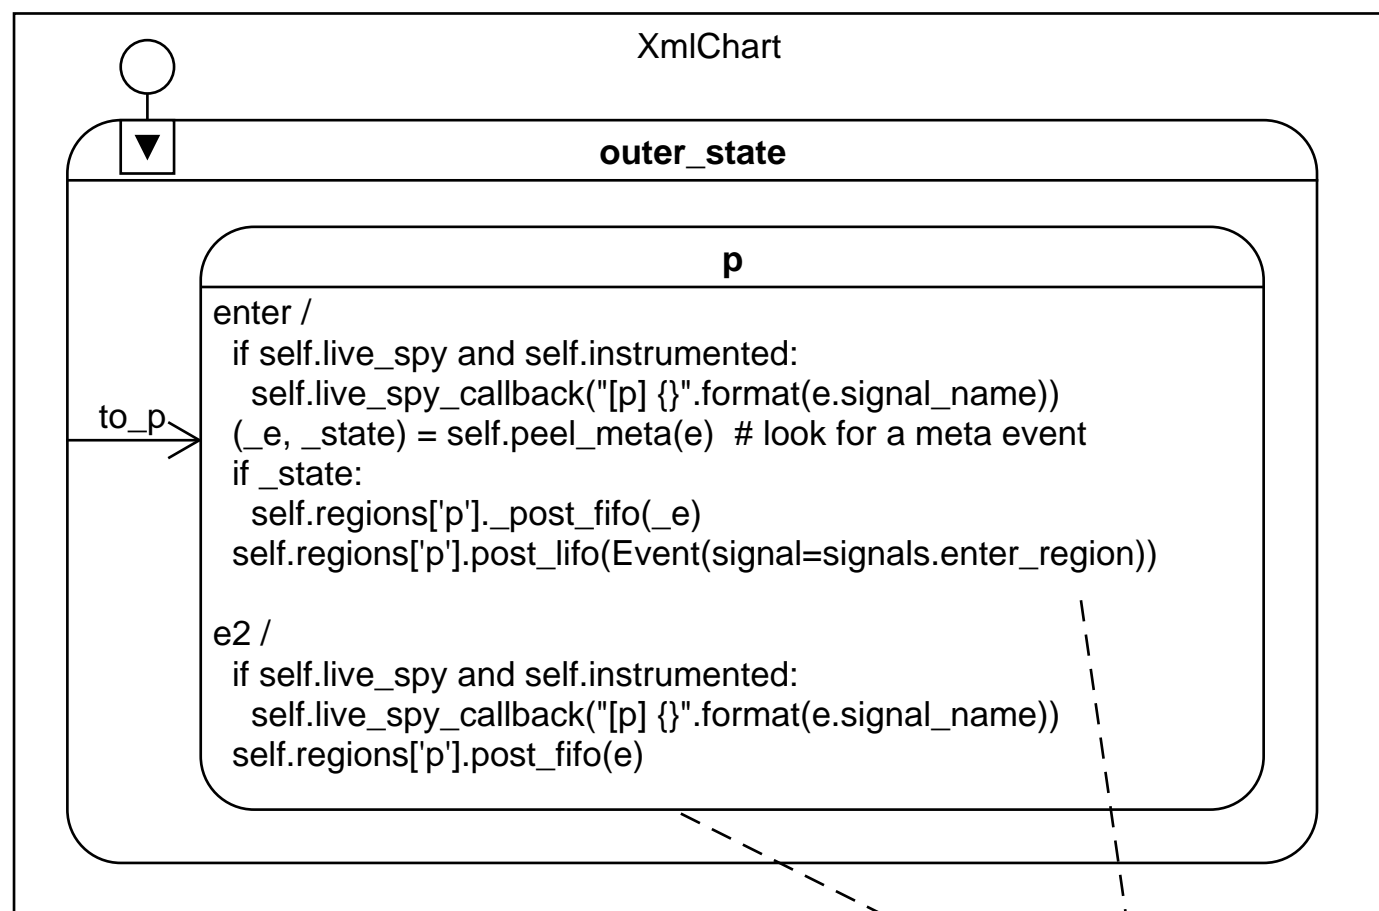 XmlChart
outer_state
p
enter /
if self.live_spy and self.instrumented:
self.live_spy_callback("[p] {}".format(e.signal_name))
to_p
(_e, _state) = self.peel_meta(e)  # look for a meta event
if _state:
self.regions['p']._post_fifo(_e)
self.regions['p'].post_lifo(Event(signal=signals.enter_region))
e2 /
if self.live_spy and self.instrumented:
self.live_spy_callback("[p] {}".format(e.signal_name))
self.regions['p'].post_fifo(e)